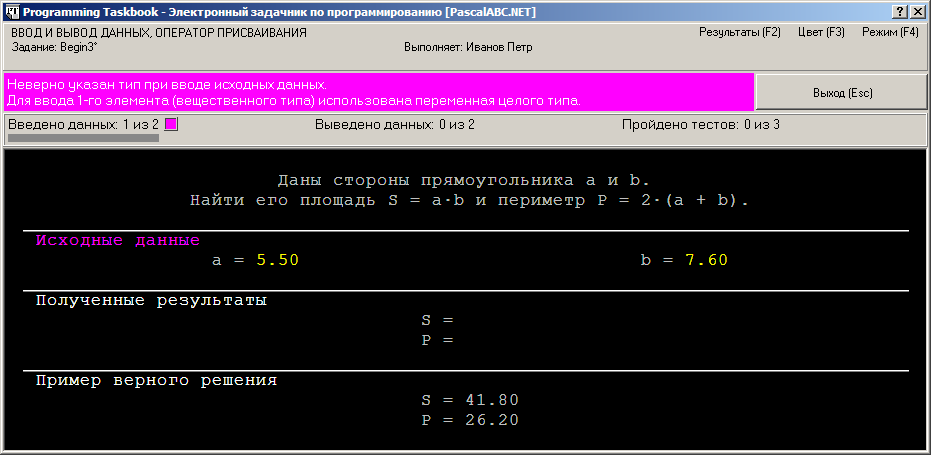 Programming Taskbook - Электронный задачник по программированию [PascalABC.NET]
ВВОД И ВЫВОД ДАННЫХ, ОПЕРАТОР ПРИСВАИВАНИЯ
Результаты (F2) Цвет (F3) Режим (F4)
Задание: Begin3°
Выполняет: Иванов Петр
Неверно указан тип при вводе исходных данных.
Для ввода 1-го элемента (вещественного типа) использована переменная целого типа.
Выход (Esc)
Введено данных: 1 из 2 Выведено данных: 0 из 2 Пройдено тестов: 0 из 3
Даны стороны прямоугольника a и b.
Найти его площадь S = a·b и периметр P = 2·(a + b).
Исходные данные
a = 5.50 b = 7.60
Полученные результаты
S =
P =
Пример верного решения
S = 41.80
P = 26.20